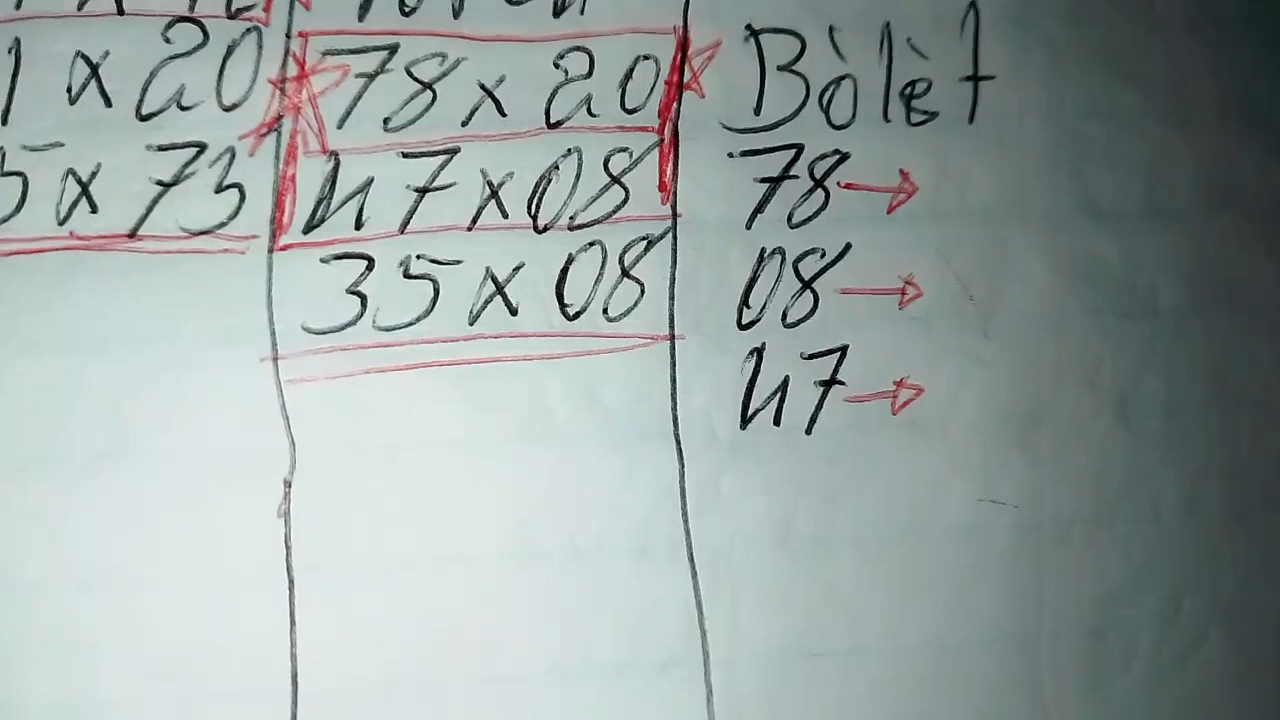 1 x 20
5 x 73
78 x 20
47 x 08
35 x 08
Bòlèt
78 →
08 →
47 →